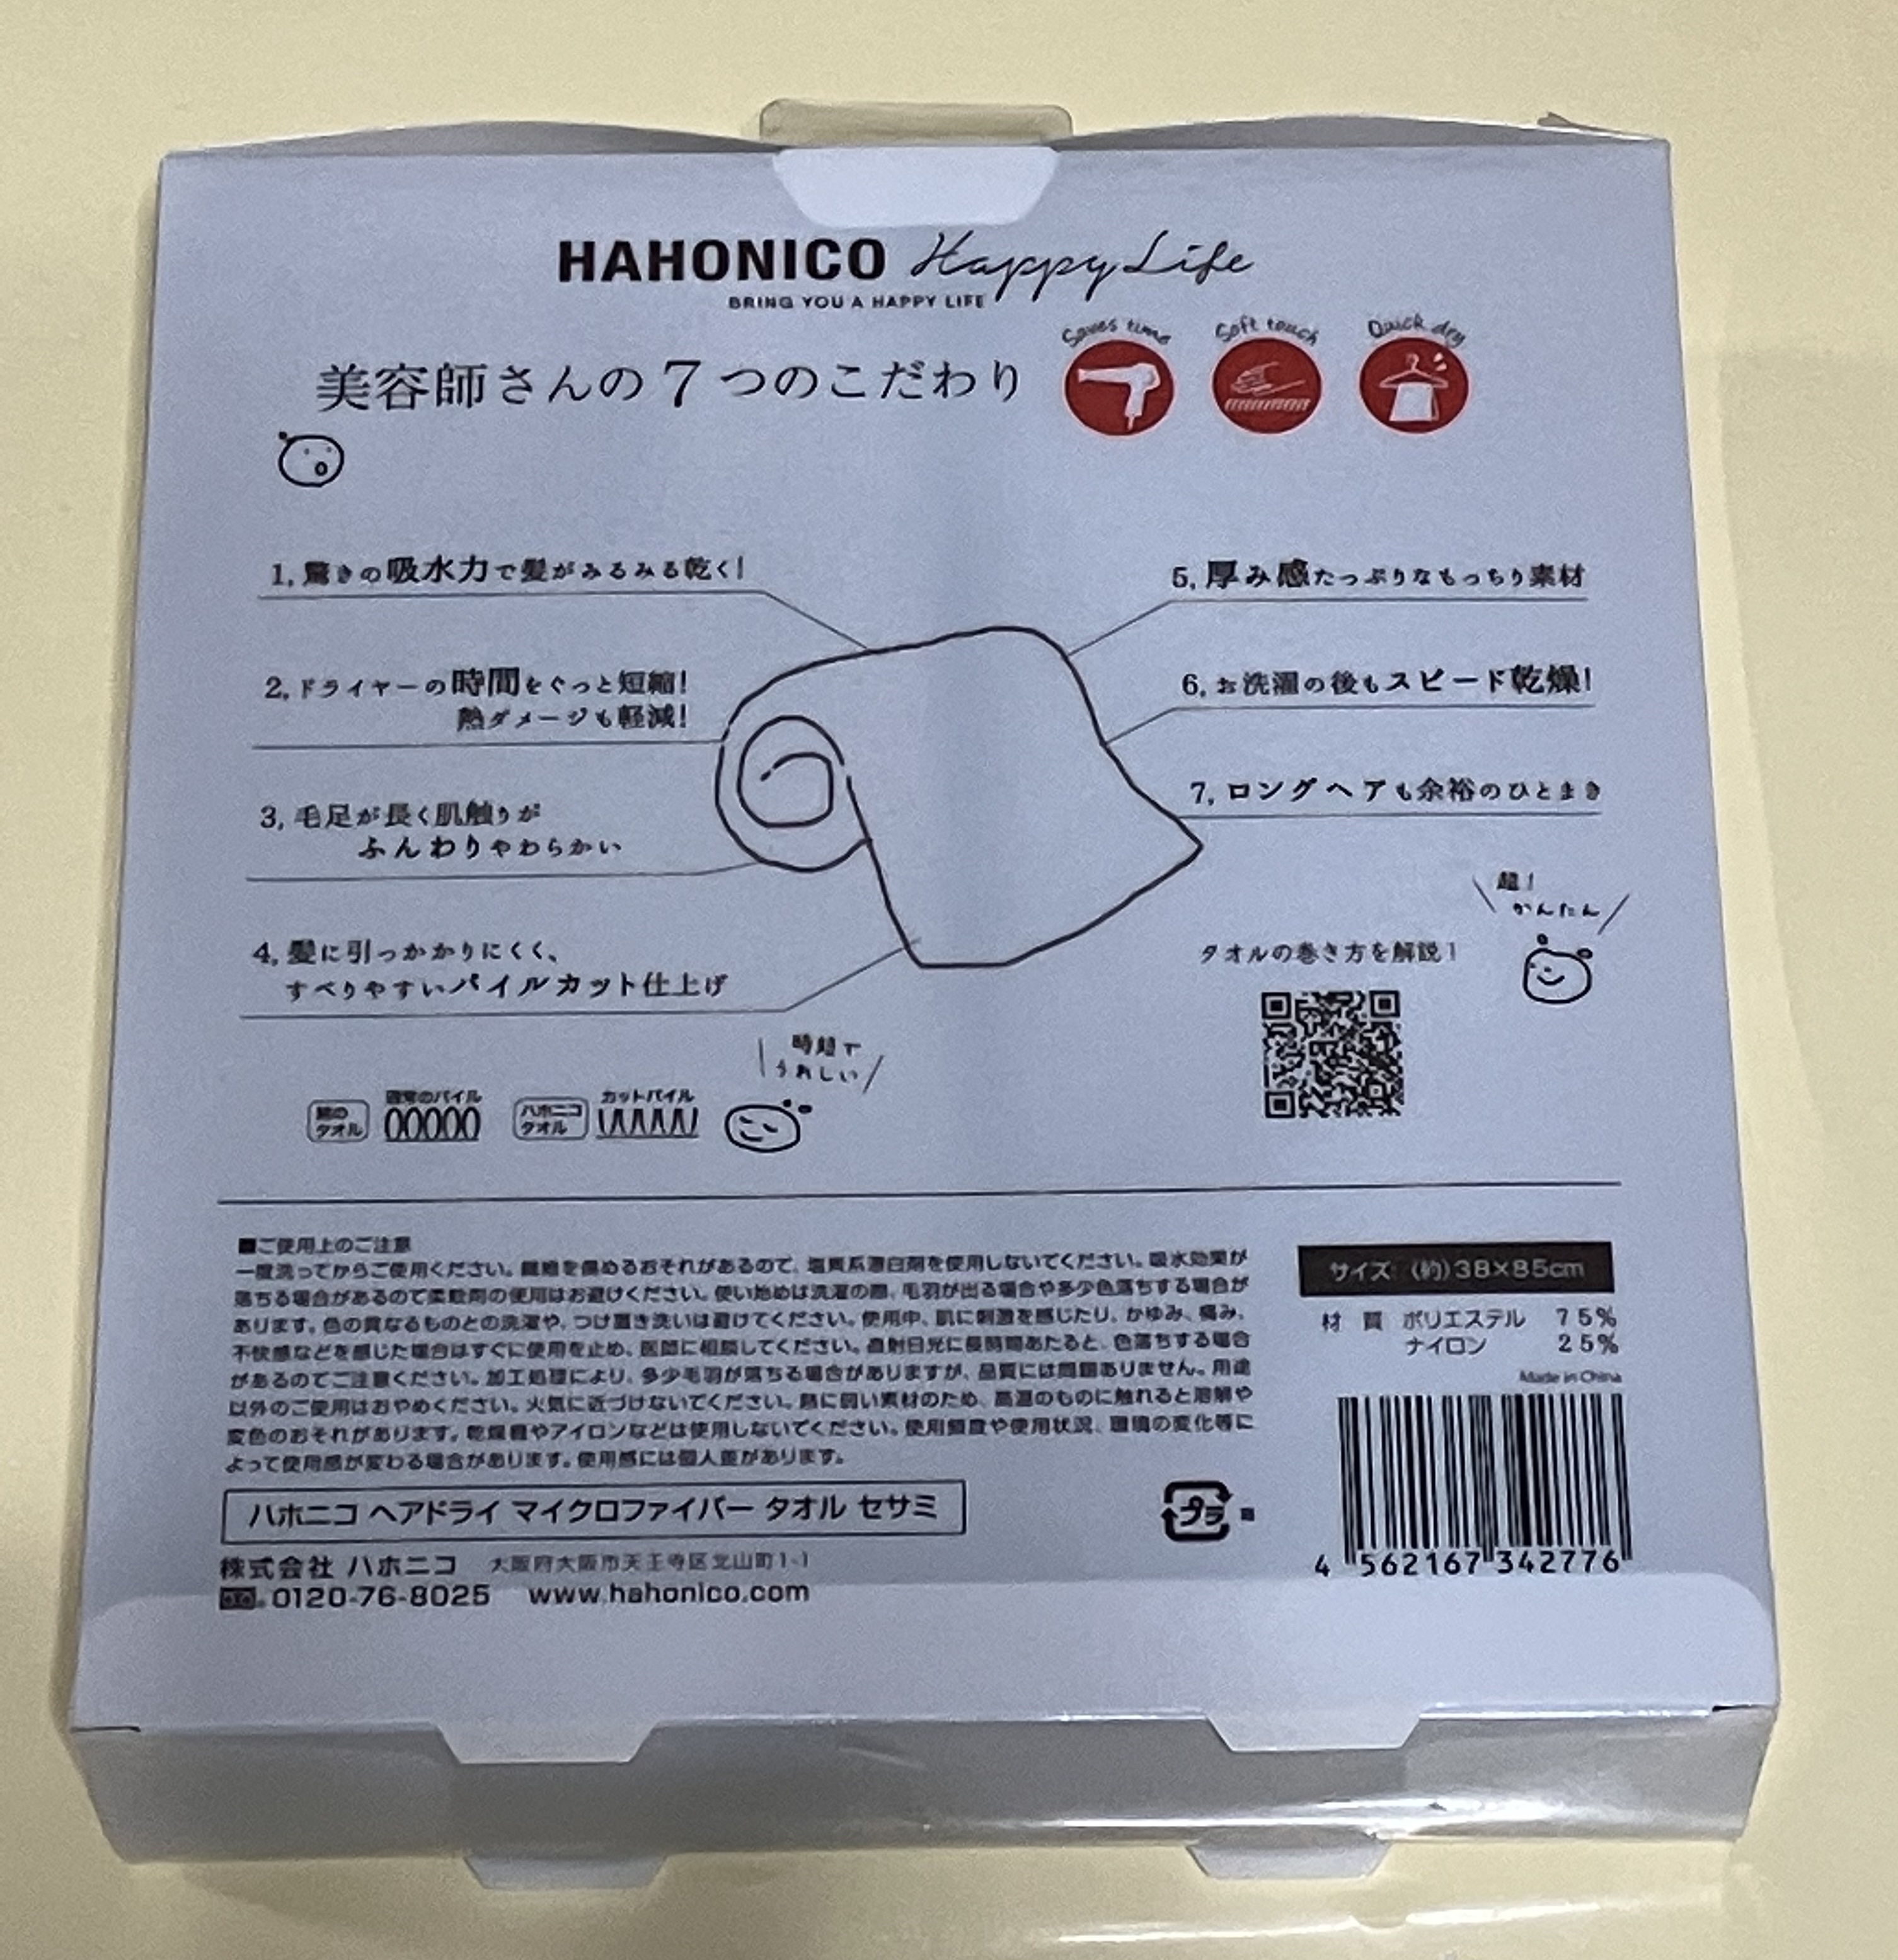 HAHONICO Happy Life
BRING YOU A HAPPY LIFE
美容師さんの7つのこだわり
Saves time
Soft touch
Quick dry
1, 驚きの吸水力で髪がみるみる乾く!
2, ドライヤーの時間をぐっと短縮!
熱ダメージも軽減!
3, 毛足が長く肌触りが
ふんわりやわらかい
4, 髪に引っかかりにくく、
すべりやすいパイルカット仕上げ
5, 厚み感たっぷりなもっちり素材
6, お洗濯の後もスピード乾燥!
7, ロングヘアも余裕のひとまき
超!
かんたん
タオルの巻き方を解説!
時短で
うれしい
綿の
タオル
通常のパイル
ハホニコ
タオル
カットパイル
■ご使用上のご注意
一度洗ってからご使用ください。繊維を傷めるおそれがあるので、塩素系漂白剤を使用しないでください。吸水効果が
落ちる場合があるので柔軟剤の使用はお避けください。使い始めは洗濯の際、毛羽が出る場合や多少色落ちする場合が
あります。色の異なるものとの洗濯や、つけ置き洗いは避けてください。使用中、肌に刺激を感じたり、かゆみ、痛み、
不快感などを感じた場合はすぐに使用を止め、医師に相談してください。直射日光に長時間あたると、色落ちする場合
があるのでご注意ください。加工処理により、多少毛羽が落ちる場合がありますが、品質には問題ありません。用途
以外のご使用はおやめください。火気に近づけないでください。熱に弱い素材のため、高温のものに触れると溶解や
変色のおそれがあります。乾燥機やアイロンなどは使用しないでください。使用頻度や使用状況、環境の変化等に
よって使用感が変わる場合があります。使用感には個人差があります。
サイズ (約)38×85cm
材 質 ポリエステル 75%
ナイロン 25%
Made in China
ハホニコ ヘアドライ マイクロファイバー タオル セサミ
プラ
株式会社 ハホニコ 大阪府大阪市天王寺区北山町1-1
0120-76-8025 www.hahonico.com
4 562167 342776